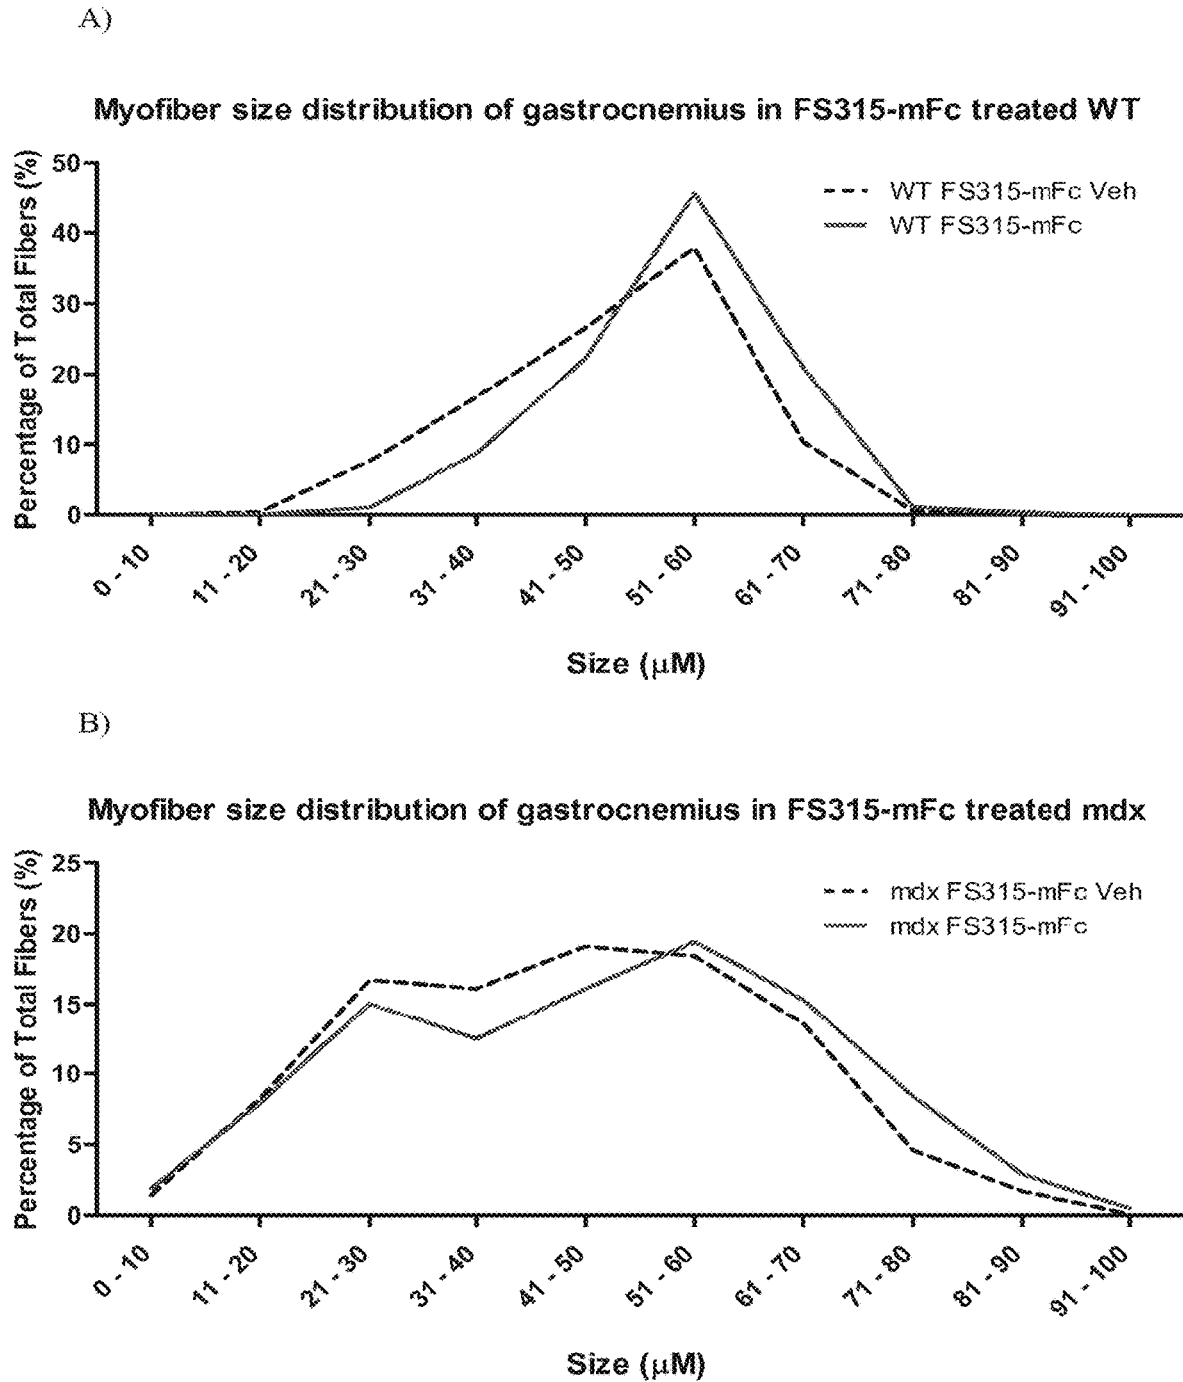 A)
Myofiber size distribution of gastrocnemius in FS315-mFc treated WT
Percentage of Total Fibers (%)
50
40
30
20
10
0
WT FS315-mFc Veh
WT FS315-mFc
0 - 10
11 - 20
21 - 30
31 - 40
41 - 50
51 - 60
61 - 70
71 - 80
81 - 90
91 - 100
Size (μM)
B)
Myofiber size distribution of gastrocnemius in FS315-mFc treated mdx
Percentage of Total Fibers (%)
25
20
15
10
5
0
mdx FS315-mFc Veh
mdx FS315-mFc
0 - 10
11 - 20
21 - 30
31 - 40
41 - 50
51 - 60
61 - 70
71 - 80
81 - 90
91 - 100
Size (μM)